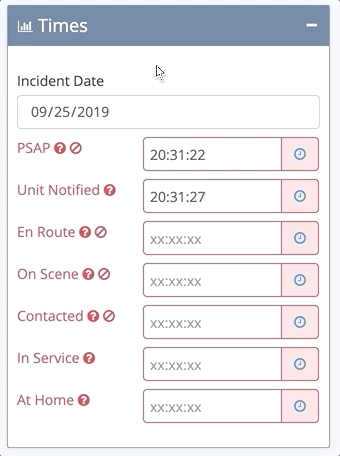 Times
Incident Date
09/25/2019
PSAP 20:31:22
Unit Notified 20:31:27
En Route xx:xx:xx
On Scene xx:xx:xx
Contacted xx:xx:xx
In Service xx:xx:xx
At Home xx:xx:xx